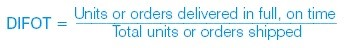 DIFOT = Units or orders delivered in full, on time
Total units or orders shipped